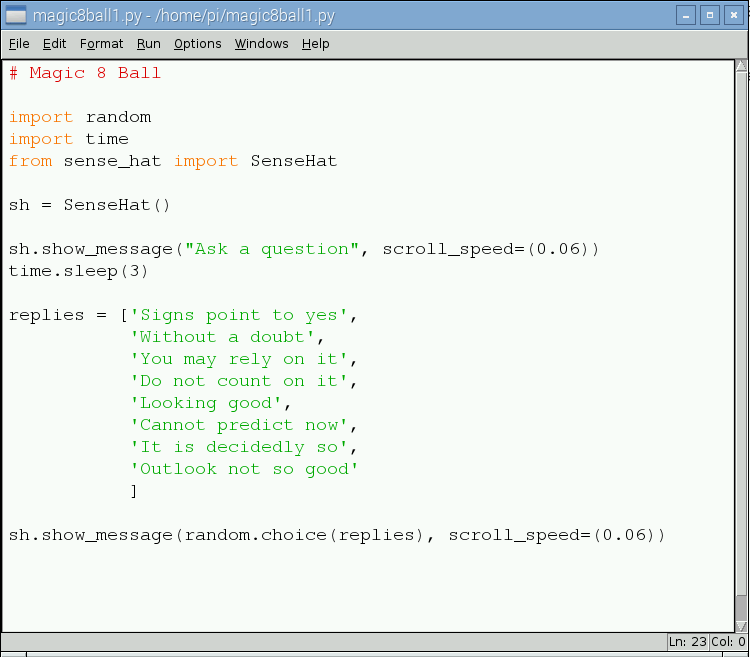 magic8ball1.py - /home/pi/magic8ball1.py
File Edit Format Run Options Windows Help
# Magic 8 Ball
import random
import time
from sense_hat import SenseHat
sh = SenseHat()
sh.show_message("Ask a question", scroll_speed=(0.06))
time.sleep(3)
replies = ['Signs point to yes',
'Without a doubt',
'You may rely on it',
'Do not count on it',
'Looking good',
'Cannot predict now',
'It is decidedly so',
'Outlook not so good'
]
sh.show_message(random.choice(replies), scroll_speed=(0.06))
Ln: 23 Col: 0